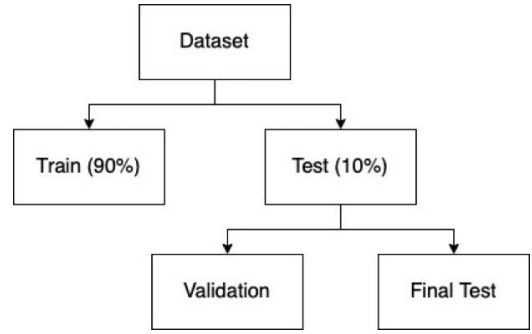 Dataset
Train (90%)
Test (10%)
Validation
Final Test